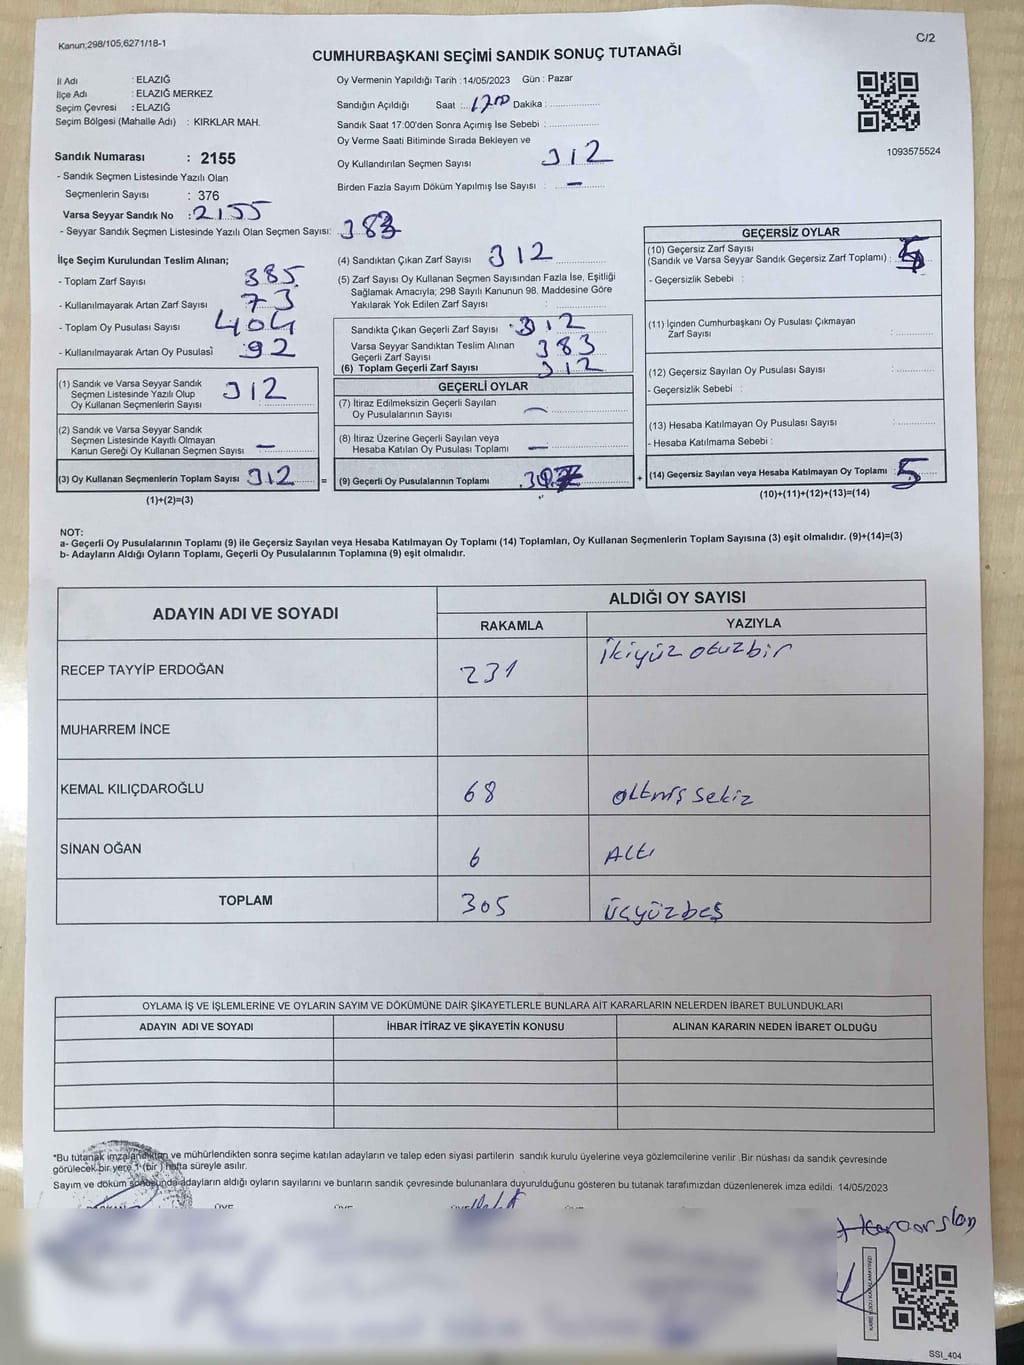 Kanun;298/105;6271/18-1
C/2
CUMHURBAŞKANI SEÇİMİ SANDIK SONUÇ TUTANAĞI
İl Adı : ELAZIĞ
İlçe Adı : ELAZIĞ MERKEZ
Seçim Çevresi : ELAZIĞ
Seçim Bölgesi (Mahalle Adı) : KIRKLAR MAH.
Sandık Numarası : 2155
- Sandık Seçmen Listesinde Yazılı Olan
Seçmenlerin Sayısı : 376
Varsa Seyyar Sandık No : 2155
- Seyyar Sandık Seçmen Listesinde Yazılı Olan Seçmen Sayısı: 383
Oy Vermenin Yapıldığı Tarih :14/05/2023 Gün : Pazar
Sandığın Açıldığı Saat :.. 1700 Dakika :
Sandık Saat 17:00'den Sonra Açımış İse Sebebi :
Oy Verme Saati Bitiminde Sırada Bekleyen ve
Oy Kullandırılan Seçmen Sayısı 312
Birden Fazla Sayım Döküm Yapılmış İse Sayısı : –
1093575524
İlçe Seçim Kurulundan Teslim Alınan;
- Toplam Zarf Sayısı 385
- Kullanılmayarak Artan Zarf Sayısı 73
- Toplam Oy Pusulası Sayısı 404
- Kullanılmayarak Artan Oy Pusulası 92
(1) Sandık ve Varsa Seyyar Sandık
Seçmen Listesinde Yazılı Olup
Oy Kullanan Seçmenlerin Sayısı 312
(2) Sandık ve Varsa Seyyar Sandık
Seçmen Listesinde Kayıtlı Olmayan
Kanun Gereği Oy Kullanan Seçmen Sayısı –
(3) Oy Kullanan Seçmenlerin Toplam Sayısı 312 =
(1)+(2)=(3)
(4) Sandıktan Çıkan Zarf Sayısı 312
(5) Zarf Sayısı Oy Kullanan Seçmen Sayısından Fazla İse, Eşitliği
Sağlamak Amacıyla; 298 Sayılı Kanunun 98. Maddesine Göre
Yakılarak Yok Edilen Zarf Sayısı :
Sandıkta Çıkan Geçerli Zarf Sayısı 312
Varsa Seyyar Sandıktan Teslim Alınan
Geçerli Zarf Sayısı 383
(6) Toplam Geçerli Zarf Sayısı 312
GEÇERLİ OYLAR
(7) İtiraz Edilmeksizin Geçerli Sayılan
Oy Pusulalarının Sayısı –
(8) İtiraz Üzerine Geçerli Sayılan veya
Hesaba Katılan Oy Pusulası Toplamı –
(9) Geçerli Oy Pusulalarının Toplamı +
GEÇERSİZ OYLAR
(10) Geçersiz Zarf Sayısı
(Sandık ve Varsa Seyyar Sandık Geçersiz Zarf Toplamı) : 5
- Geçersizlik Sebebi :
(11) İçinden Cumhurbaşkanı Oy Pusulası Çıkmayan
Zarf Sayısı :
(12) Geçersiz Sayılan Oy Pusulası Sayısı :
- Geçersizlik Sebebi :
(13) Hesaba Katılmayan Oy Pusulası Sayısı :
- Hesaba Katılmama Sebebi :
(14) Geçersiz Sayılan veya Hesaba Katılmayan Oy Toplamı : 5
(10)+(11)+(12)+(13)=(14)
NOT:
a- Geçerli Oy Pusulalarının Toplamı (9) ile Geçersiz Sayılan veya Hesaba Katılmayan Oy Toplamı (14) Toplamları, Oy Kullanan Seçmenlerin Toplam Sayısına (3) eşit olmalıdır. (9)+(14)=(3)
b- Adayların Aldığı Oyların Toplamı, Geçerli Oy Pusulalarının Toplamına (9) eşit olmalıdır.
ADAYIN ADI VE SOYADI ALDIĞI OY SAYISI
RAKAMLA YAZIYLA
RECEP TAYYİP ERDOĞAN 231 İkiyüz otuzbir
MUHARREM İNCE
KEMAL KILIÇDAROĞLU 68 altmış sekiz
SİNAN OĞAN 6 Altı
TOPLAM 305 üçyüzbeş
OYLAMA İŞ VE İŞLEMLERİNE VE OYLARIN SAYIM VE DÖKÜMÜNE DAİR ŞİKAYETLERLE BUNLARA AİT KARARLARIN NELERDEN İBARET BULUNDUKLARI
ADAYIN ADI VE SOYADI İHBAR İTİRAZ VE ŞİKAYETİN KONUSU ALINAN KARARIN NEDEN İBARET OLDUĞU
*Bu tutanak imzalandıktan ve mühürlendikten sonra seçime katılan adayların ve talep eden siyasi partilerin sandık kurulu üyelerine veya gözlemcilerine verilir .Bir nüshası da sandık çevresinde
görülecek bir yere 1 (bir ) hafta süreyle asılır.
Sayım ve döküm sonucunda adayların aldığı oyların sayılarını ve bunların sandık çevresinde bulunanlara duyurulduğunu gösteren bu tutanak tarafımızdan düzenlenerek imza edildi. 14/05/2023
Karaarslan
SSİ_404